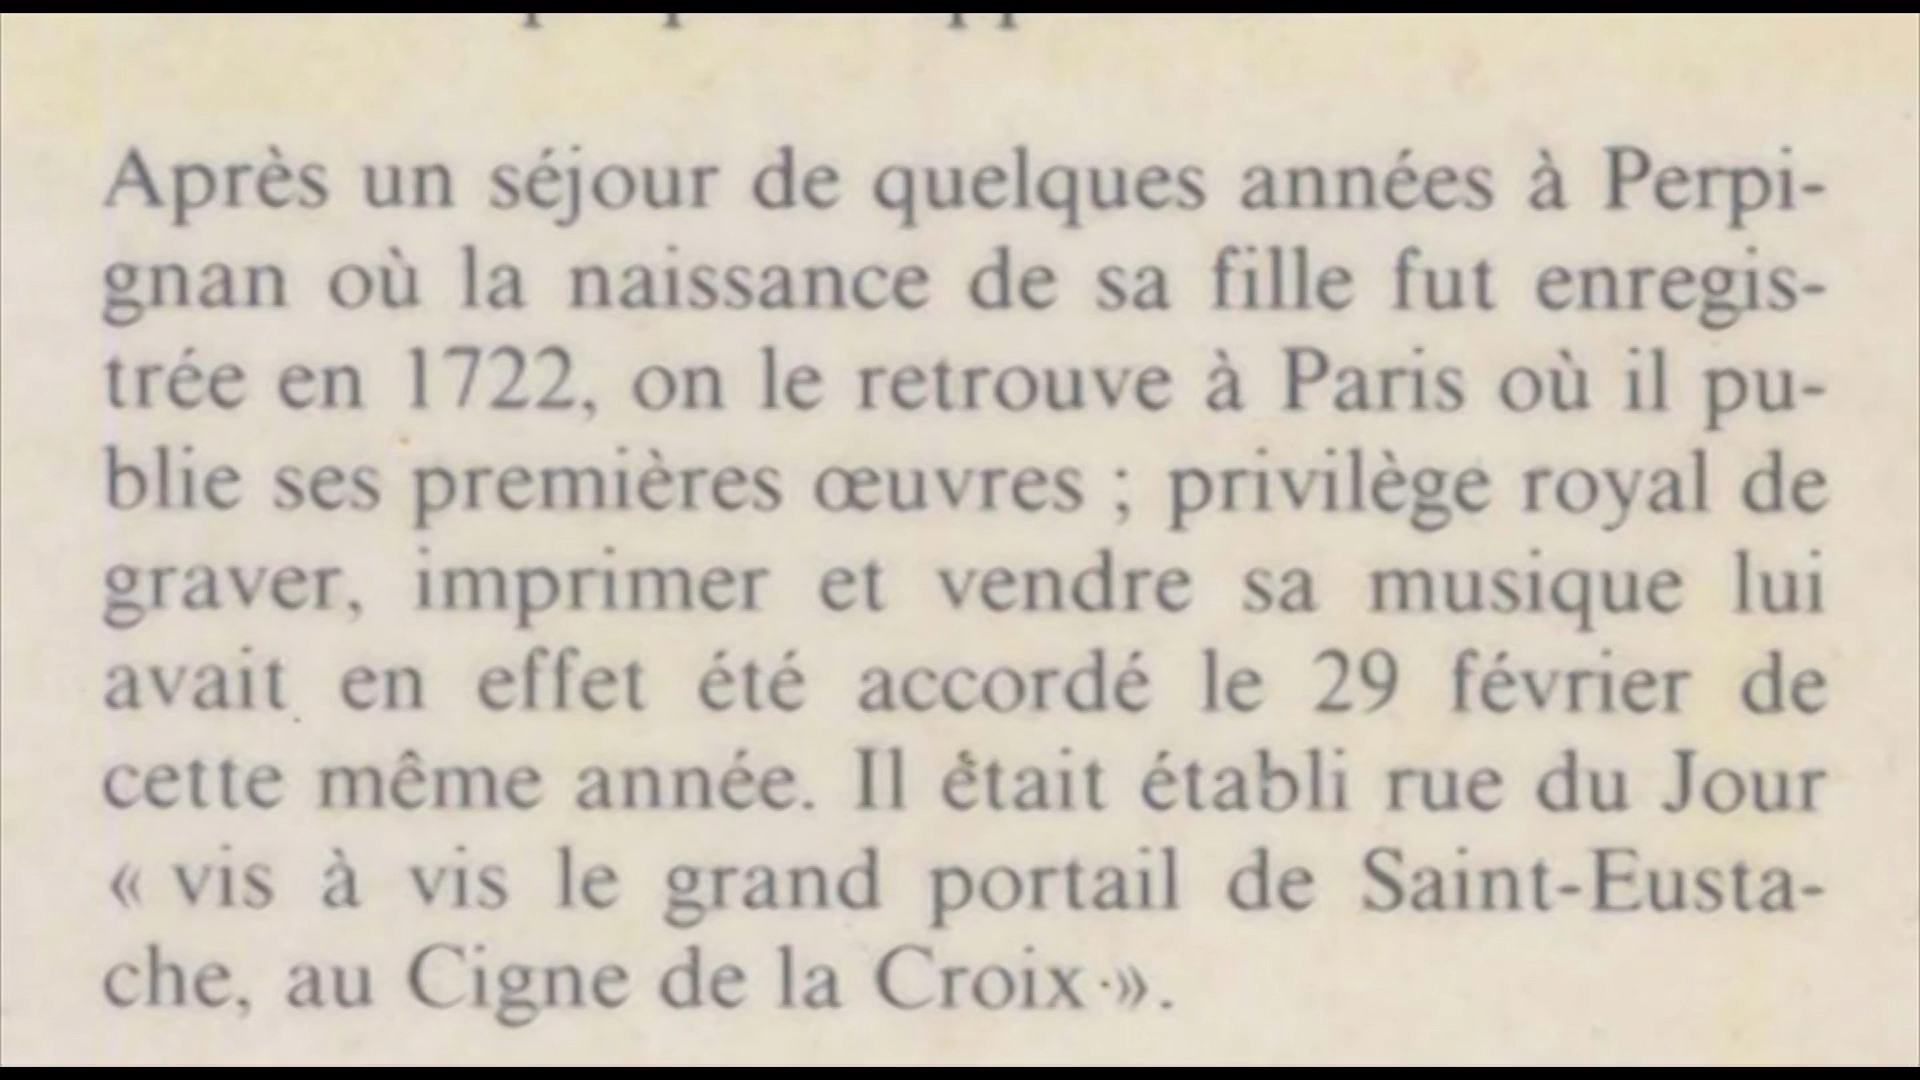 Après un séjour de quelques années à Perpi-
gnan où la naissance de sa fille fut enregis-
trée en 1722, on le retrouve à Paris où il pu-
blie ses premières œuvres ; privilège royal de
graver, imprimer et vendre sa musique lui
avait en effet été accordé le 29 février de
cette même année. Il était établi rue du Jour
« vis à vis le grand portail de Saint-Eusta-
che, au Cigne de la Croix ».